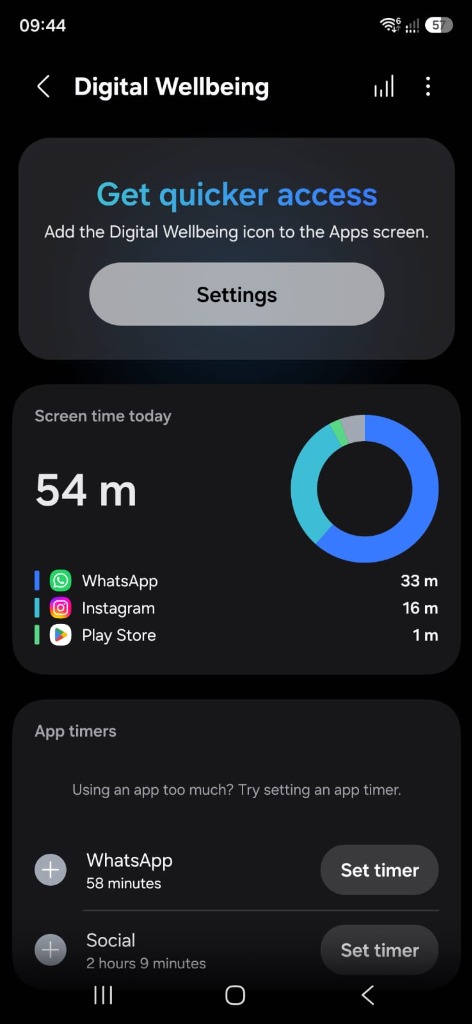 09:44
6
57
Digital Wellbeing
Get quicker access
Add the Digital Wellbeing icon to the Apps screen.
Settings
Screen time today
54 m
WhatsApp 33 m
Instagram 16 m
Play Store 1 m
App timers
Using an app too much? Try setting an app timer.
WhatsApp
58 minutes
Set timer
Social
2 hours 9 minutes
Set timer